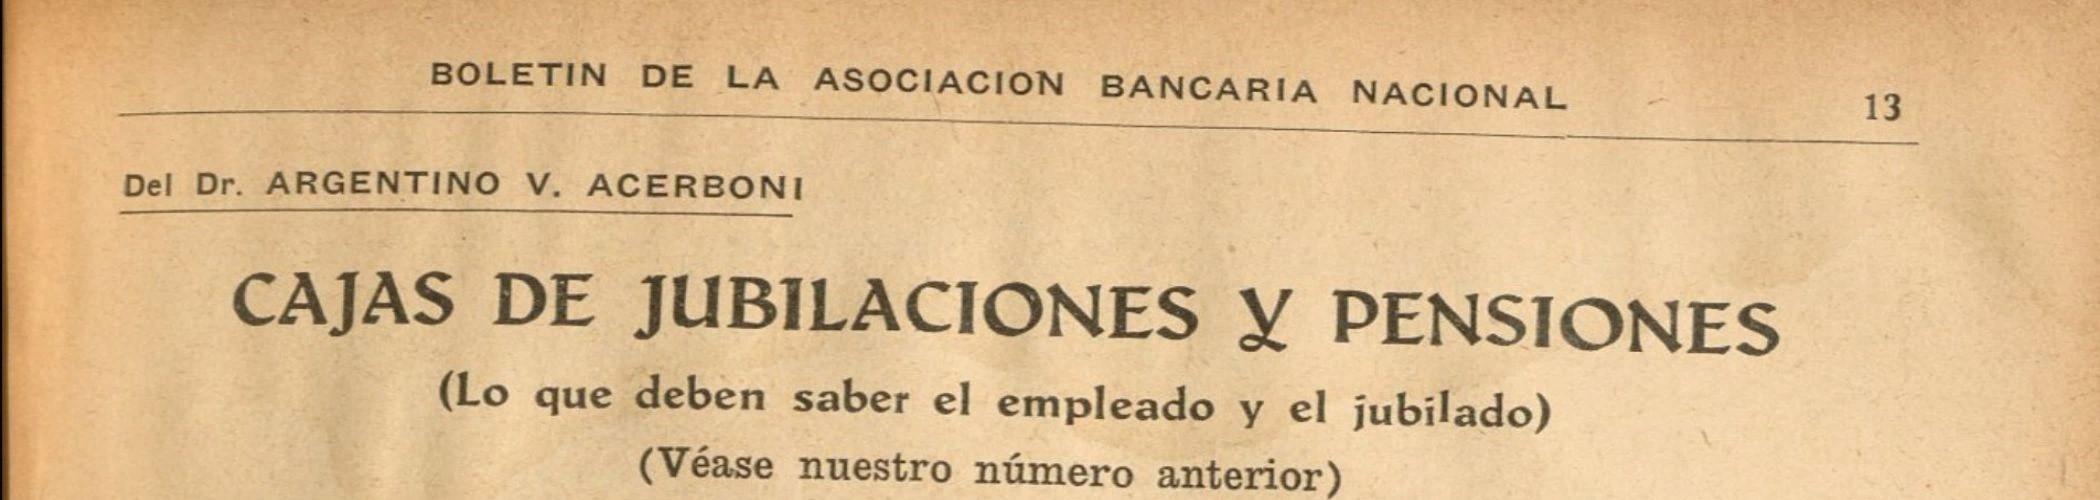 BOLETIN DE LA ASOCIACION BANCARIA NACIONAL 13
Del Dr. ARGENTINO V. ACERBONI
CAJAS DE JUBILACIONES Y PENSIONES
(Lo que deben saber el empleado y el jubilado)
(Véase nuestro número anterior)